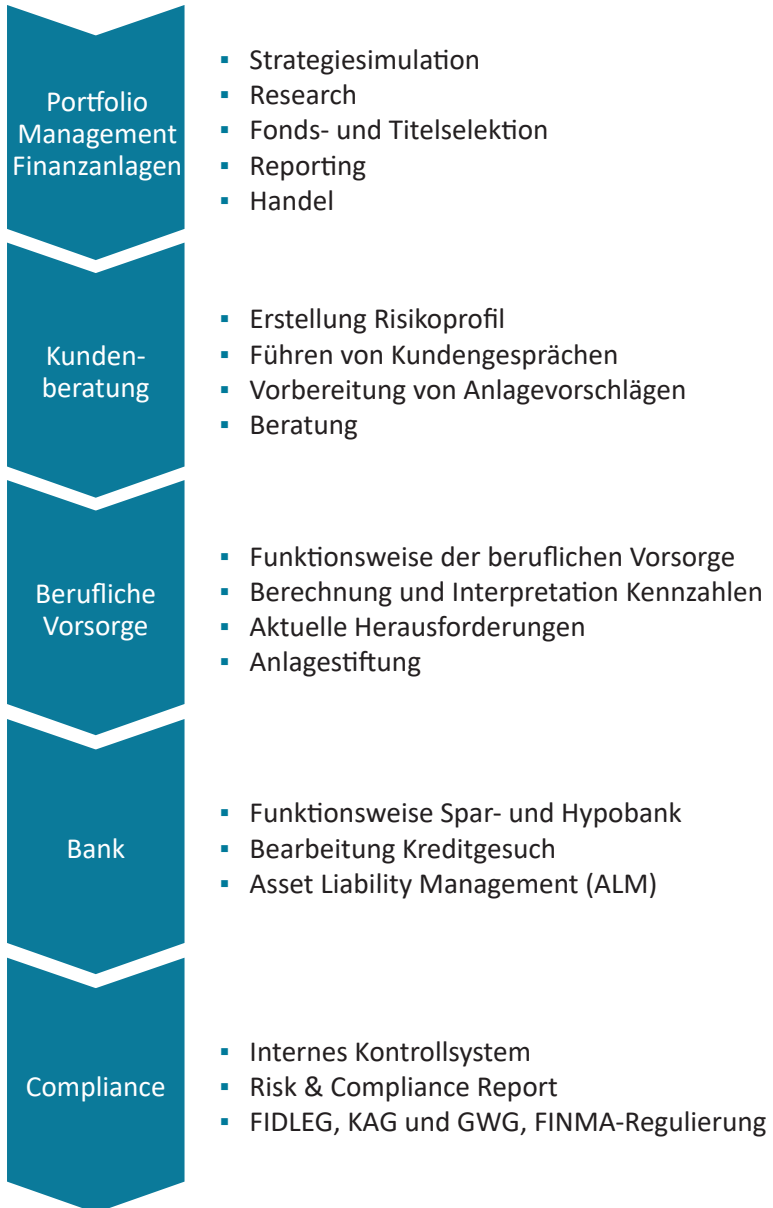 Portfolio
Management
Finanzanlagen
▪ Strategiesimulation
▪ Research
▪ Fonds- und Titelselektion
▪ Reporting
▪ Handel
Kunden-
beratung
▪ Erstellung Risikoprofil
▪ Führen von Kundengesprächen
▪ Vorbereitung von Anlagevorschlägen
▪ Beratung
Berufliche
Vorsorge
▪ Funktionsweise der beruflichen Vorsorge
▪ Berechnung und Interpretation Kennzahlen
▪ Aktuelle Herausforderungen
▪ Anlagestiftung
Bank
▪ Funktionsweise Spar- und Hypobank
▪ Bearbeitung Kreditgesuch
▪ Asset Liability Management (ALM)
Compliance
▪ Internes Kontrollsystem
▪ Risk & Compliance Report
▪ FIDLEG, KAG und GWG, FINMA-Regulierung